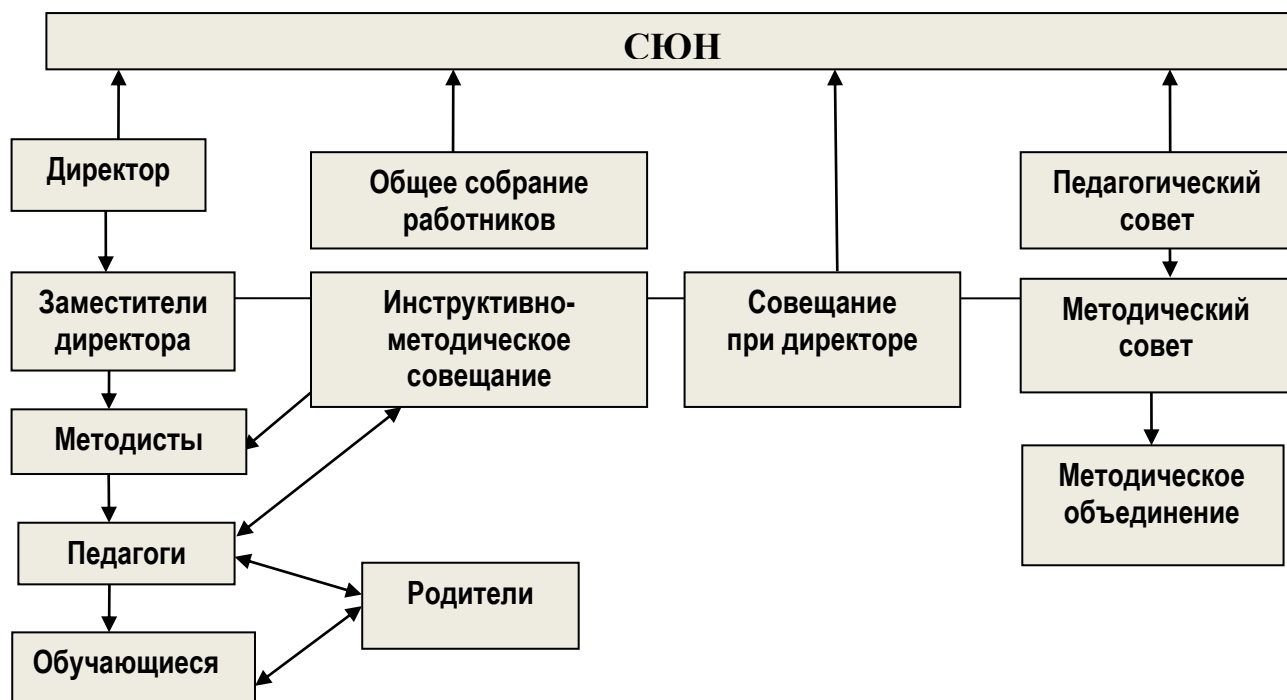 СЮН
Директор
Общее собрание
работников
Педагогический
совет
Заместители
директора
Инструктивно-
методическое
совещание
Совещание
при директоре
Методический
совет
Методисты
Методическое
объединение
Педагоги
Родители
Обучающиеся